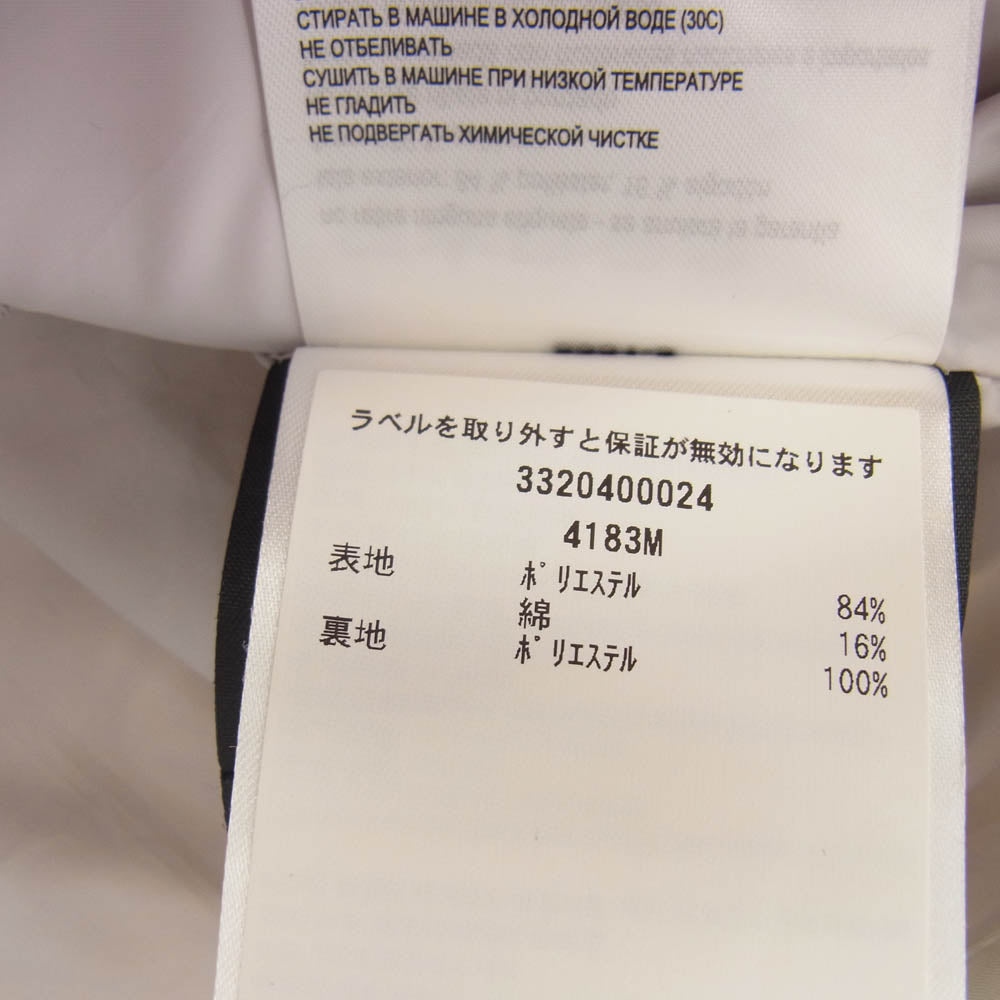 СТИРАТЬ В МАШИНЕ В ХОЛОДНОЙ ВОДЕ (30С)
НЕ ОТБЕЛИВАТЬ
СУШИТЬ В МАШИНЕ ПРИ НИЗКОЙ ТЕМПЕРАТУРЕ
НЕ ГЛАДИТЬ
НЕ ПОДВЕРГАТЬ ХИМИЧЕСКОЙ ЧИСТКЕ
ラベルを取り外すと保証が無効になります
3320400024
4183M
表地 ﾎﾟﾘｴｽﾃﾙ 84%
綿 16%
裏地 ﾎﾟﾘｴｽﾃﾙ 100%